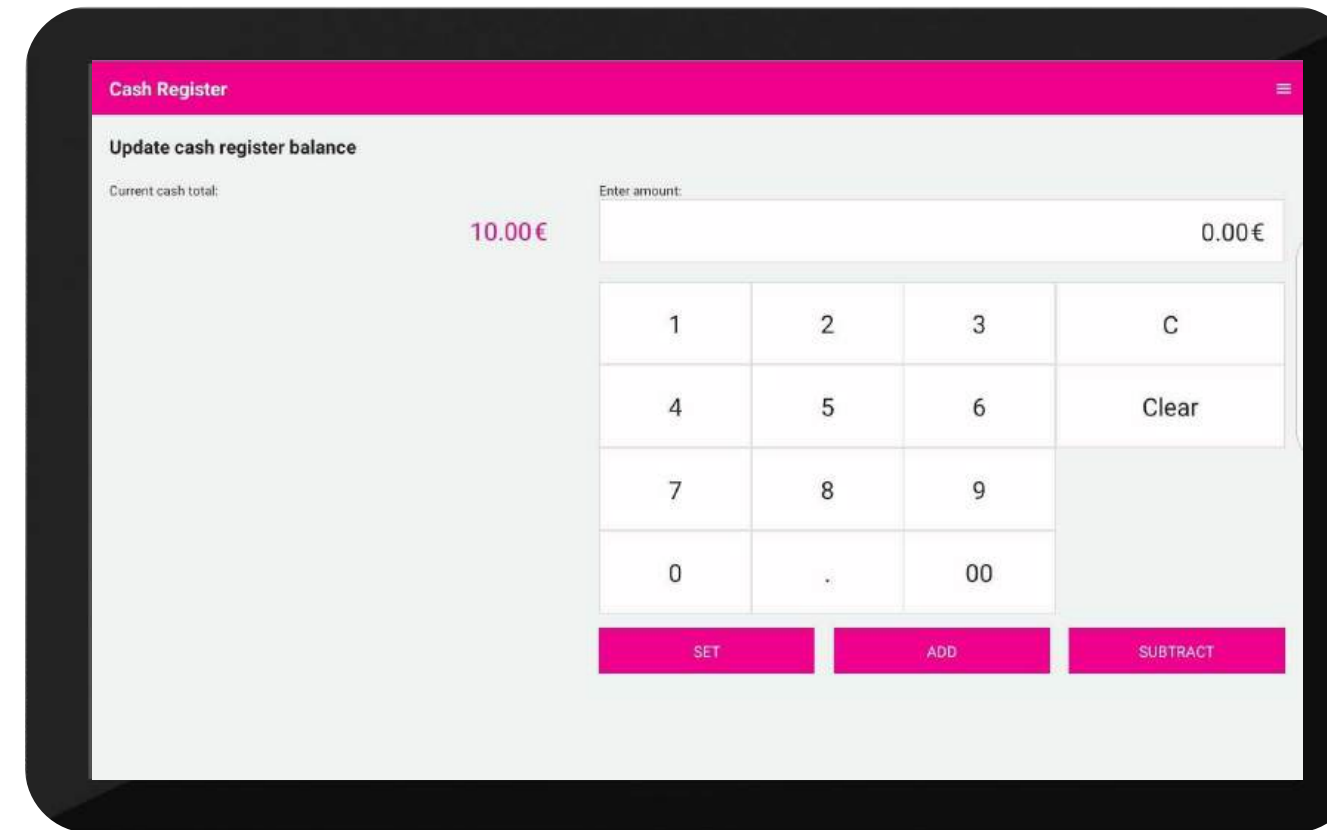 Cash Register
Update cash register balance
Current cash total:
10.00€
Enter amount:
0.00€
1 2 3 C
4 5 6 Clear
7 8 9
0 . 00
SET ADD SUBTRACT